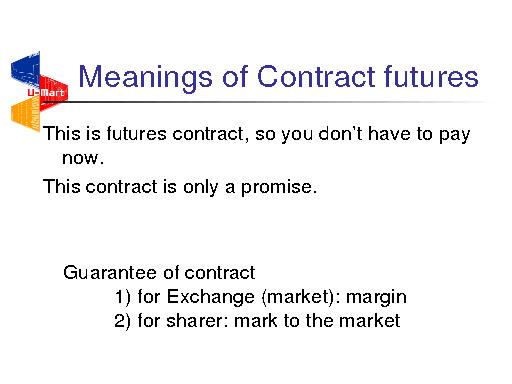 Meanings of Contract futures
U-Mart
This is futures contract, so you don't have to pay
now.
This contract is only a promise.
Guarantee of contract
1) for Exchange (market): margin
2) for sharer: mark to the market